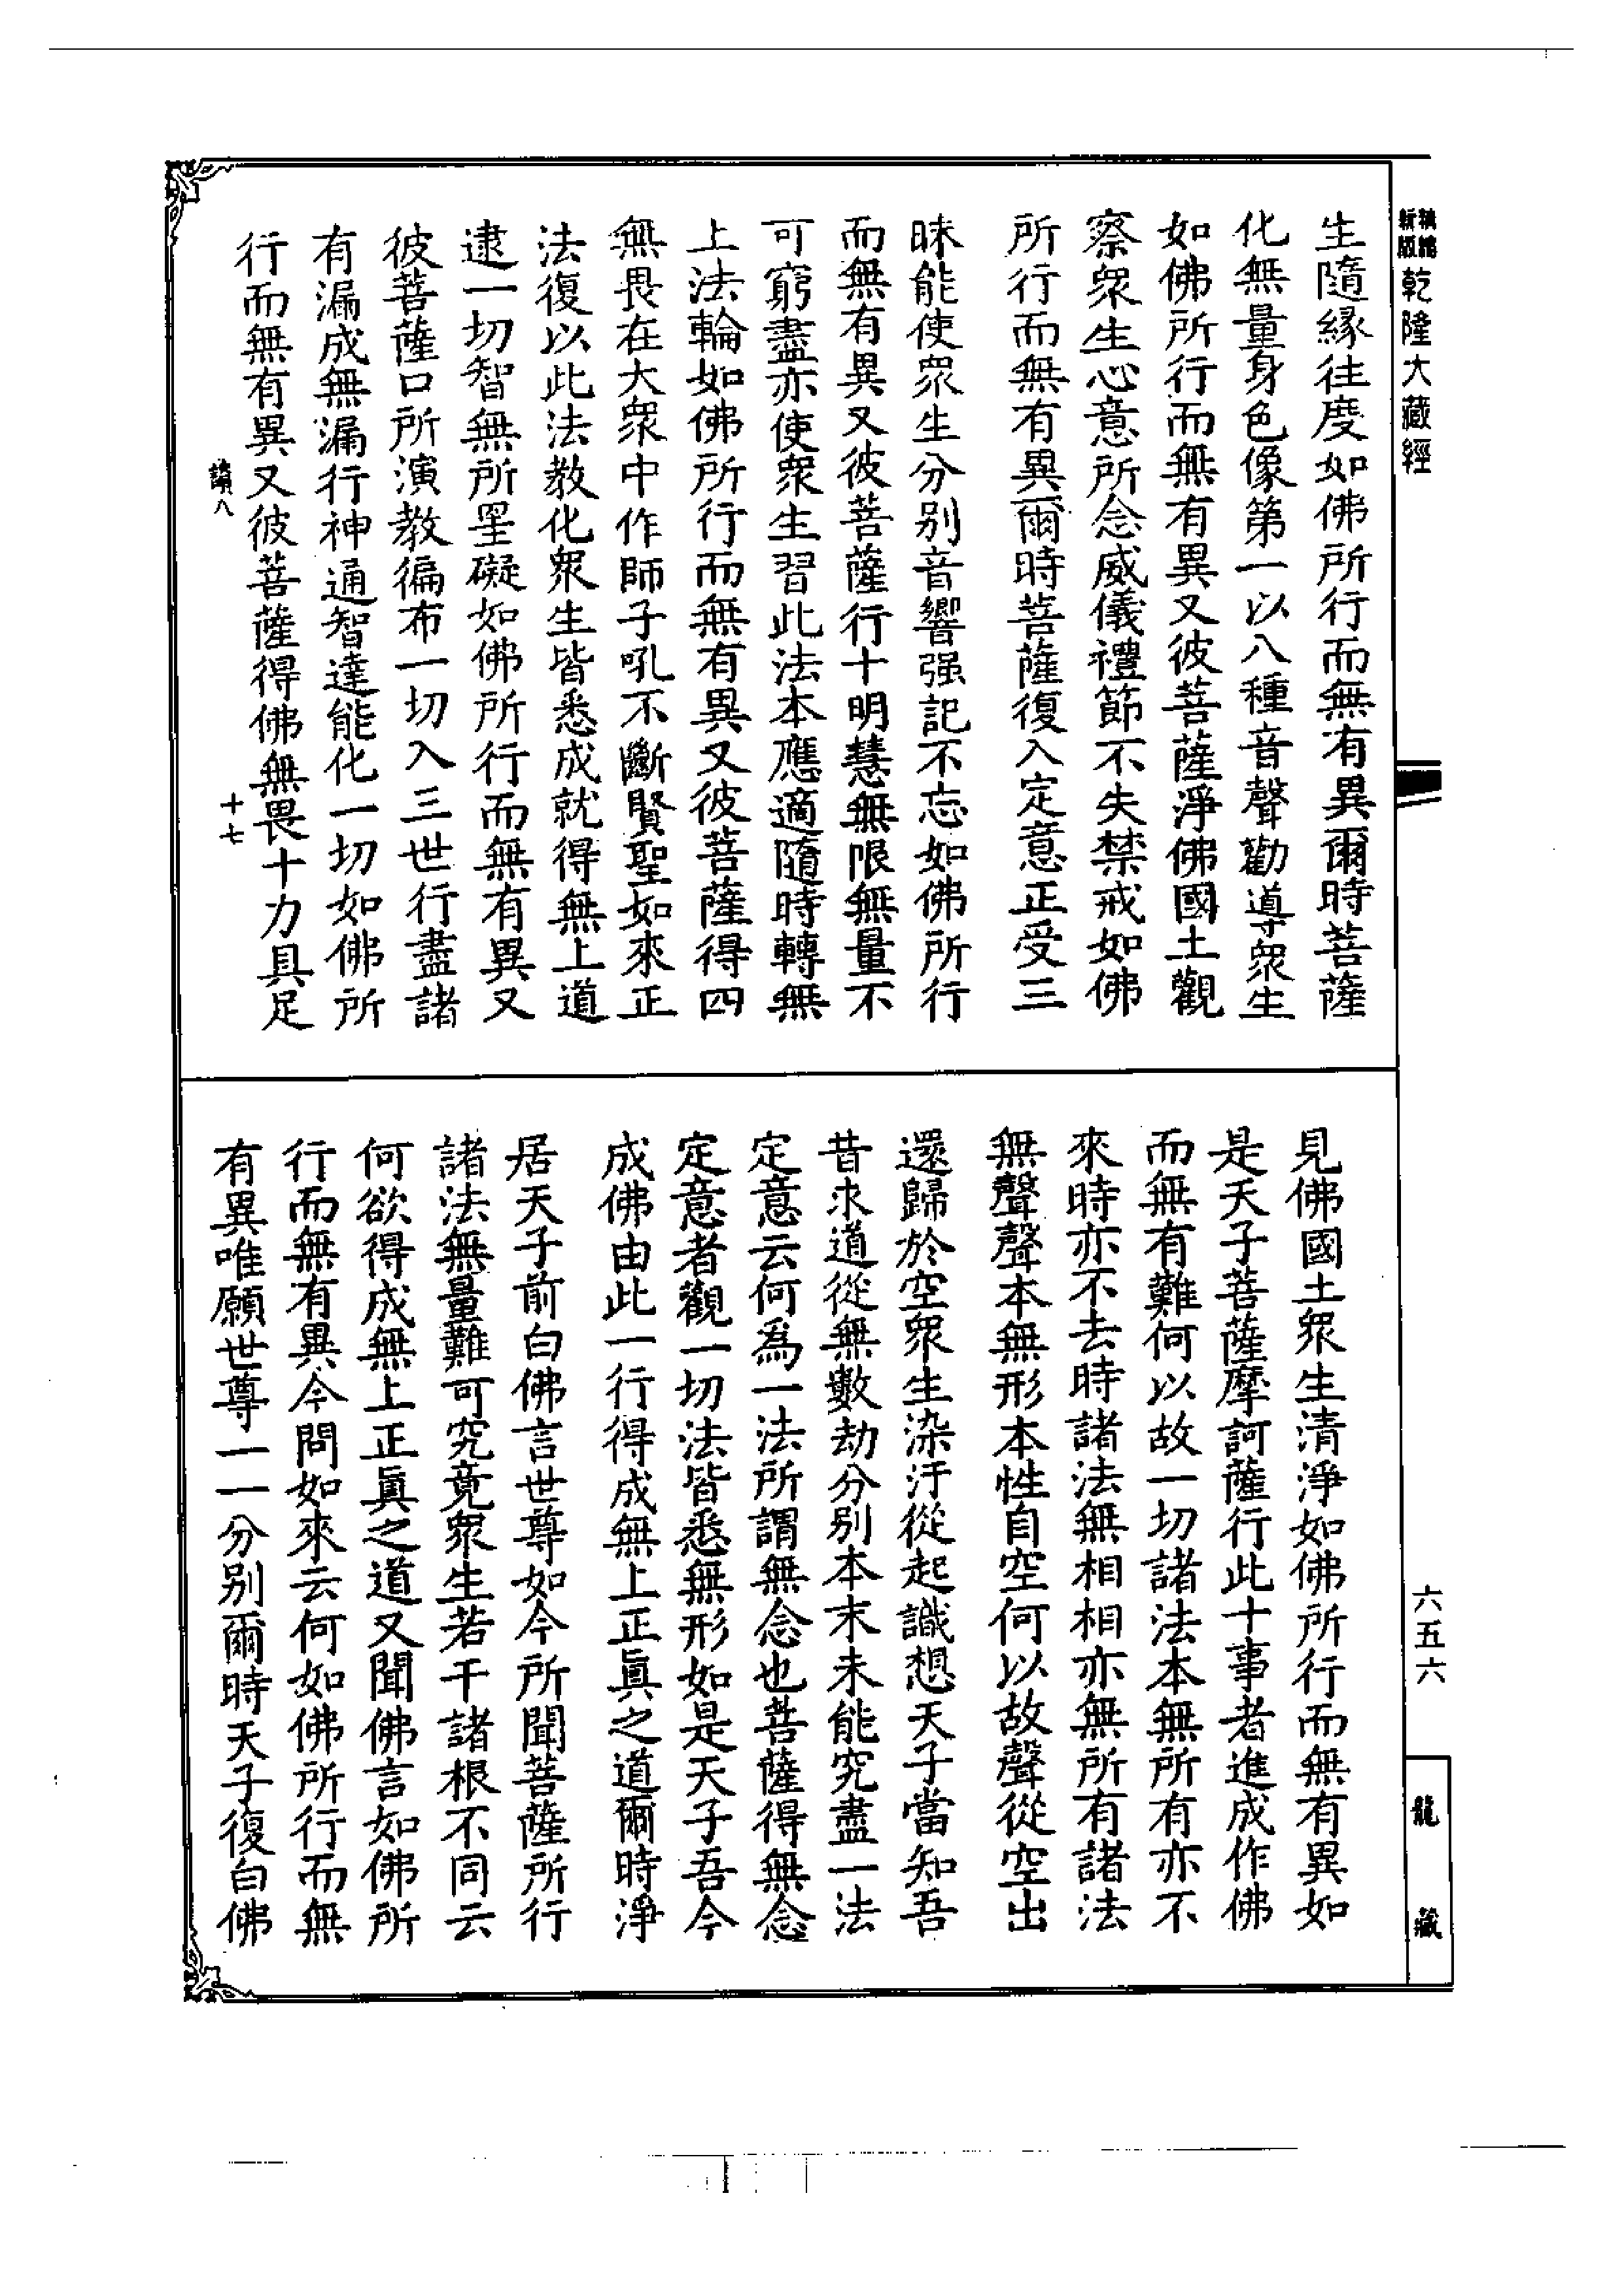 精縮
新版
乾隆大藏經
生隨緣往度如佛所行而無有異爾時菩薩
化無量身色像第一以八種音聲勸導衆生
如佛所行而無有異又彼菩薩淨佛國土觀
察衆生心意所念威儀禮節不失禁戒如佛
所行而無有異爾時菩薩復入定意正受三
昧能使衆生分別音響强記不忘如佛所行
而無有異又彼菩薩行十明慧無限無量不
可窮盡亦使衆生習此法本應適隨時轉無
上法輪如佛所行而無有異又彼菩薩得四
無畏在大衆中作師子吼不斷賢聖如來正
法復以此法教化衆生皆悉成就得無上道
逮一切智無所罣礙如佛所行而無有異又
彼菩薩口所演教徧布一切入三世行盡諸
有漏成無漏行神通智達能化一切如佛所
行而無有異又彼菩薩得佛無畏十力具足
八 十七
見佛國土衆生清淨如佛所行而無有異如
是天子菩薩摩訶薩行此十事者進成作佛
而無有難何以故一切諸法本無所有亦不
來時亦不去時諸法無相相亦無所有諸法
無聲聲本無形本性自空何以故聲從空出
還歸於空衆生染汙從起識想天子當知吾
昔求道從無數劫分別本末未能究盡一法
定意云何爲一法所謂無念也菩薩得無念
定意者觀一切法皆悉無形如是天子吾今
成佛由此一行得成無上正眞之道爾時淨
居天子前白佛言世尊如今所聞菩薩所行
諸法無量難可究竟衆生若干諸根不同云
何欲得成無上正眞之道又聞佛言如佛所
行而無有異今問如來云何如佛所行而無
有異唯願世尊一一分別爾時天子復白佛
六五六
龍藏